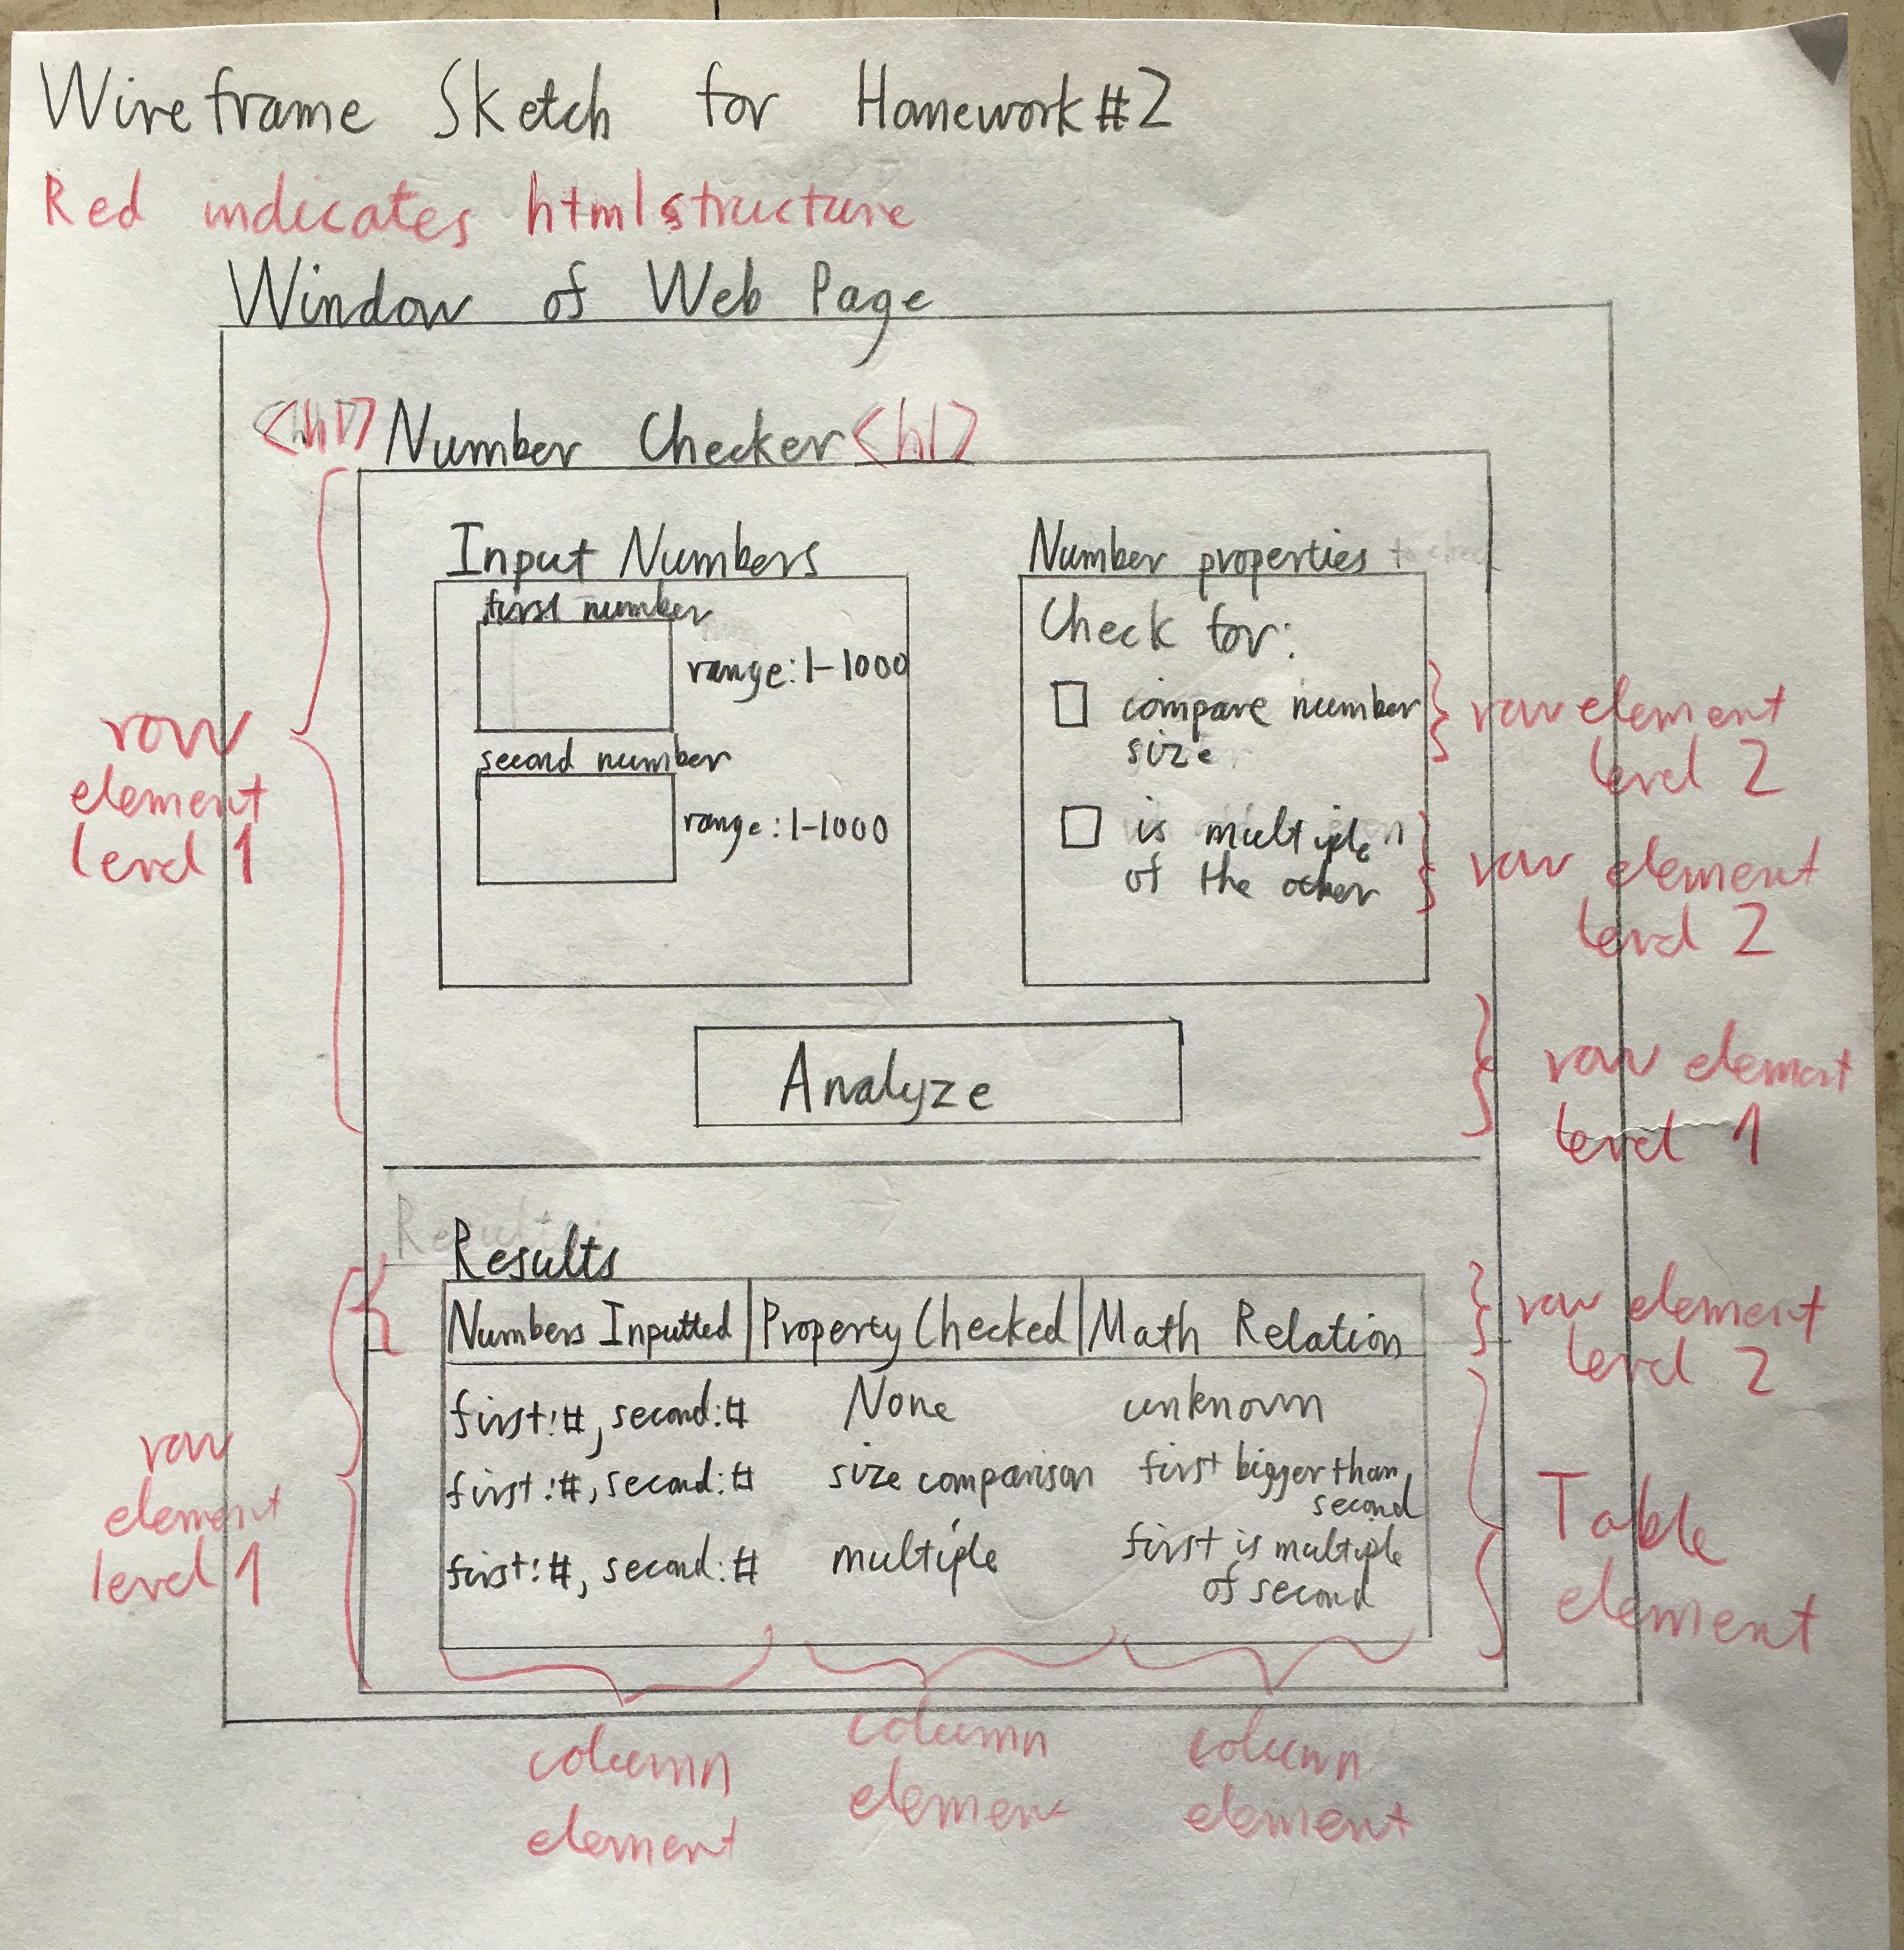 Wireframe Sketch for Homework#2
Red indicates html structure
Window of Web Page
<h1> Number Checker <h1>
Input Numbers
first number
range: 1-1000
second number
range: 1-1000
Number properties to check
Check for:
compare number
size
is multiple
of the other
row
element
level 1
row element
level 2
row element
level 2
Analyze
row element
level 1
Results
Numbers Inputted Property Checked Math Relation
row element
level 2
first:#, second:# None unknown
first:#, second:# size comparison first bigger than
second
first:#, second:# multiple first is multiple
of second
row
element
level 1
Table
element
column
element
column
element
column
element